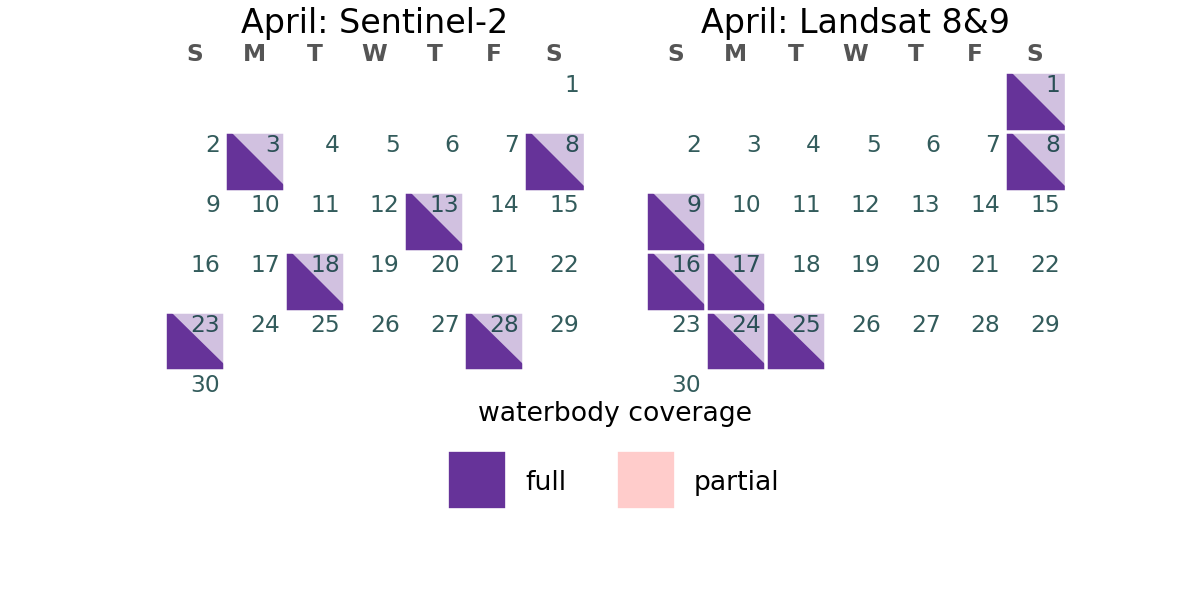 April: Sentinel-2
S M T W T F S
1
2 3 4 5 6 7 8
9 10 11 12 13 14 15
16 17 18 19 20 21 22
23 24 25 26 27 28 29
30
April: Landsat 8&9
S M T W T F S
1
2 3 4 5 6 7 8
9 10 11 12 13 14 15
16 17 18 19 20 21 22
23 24 25 26 27 28 29
30
waterbody coverage
full partial